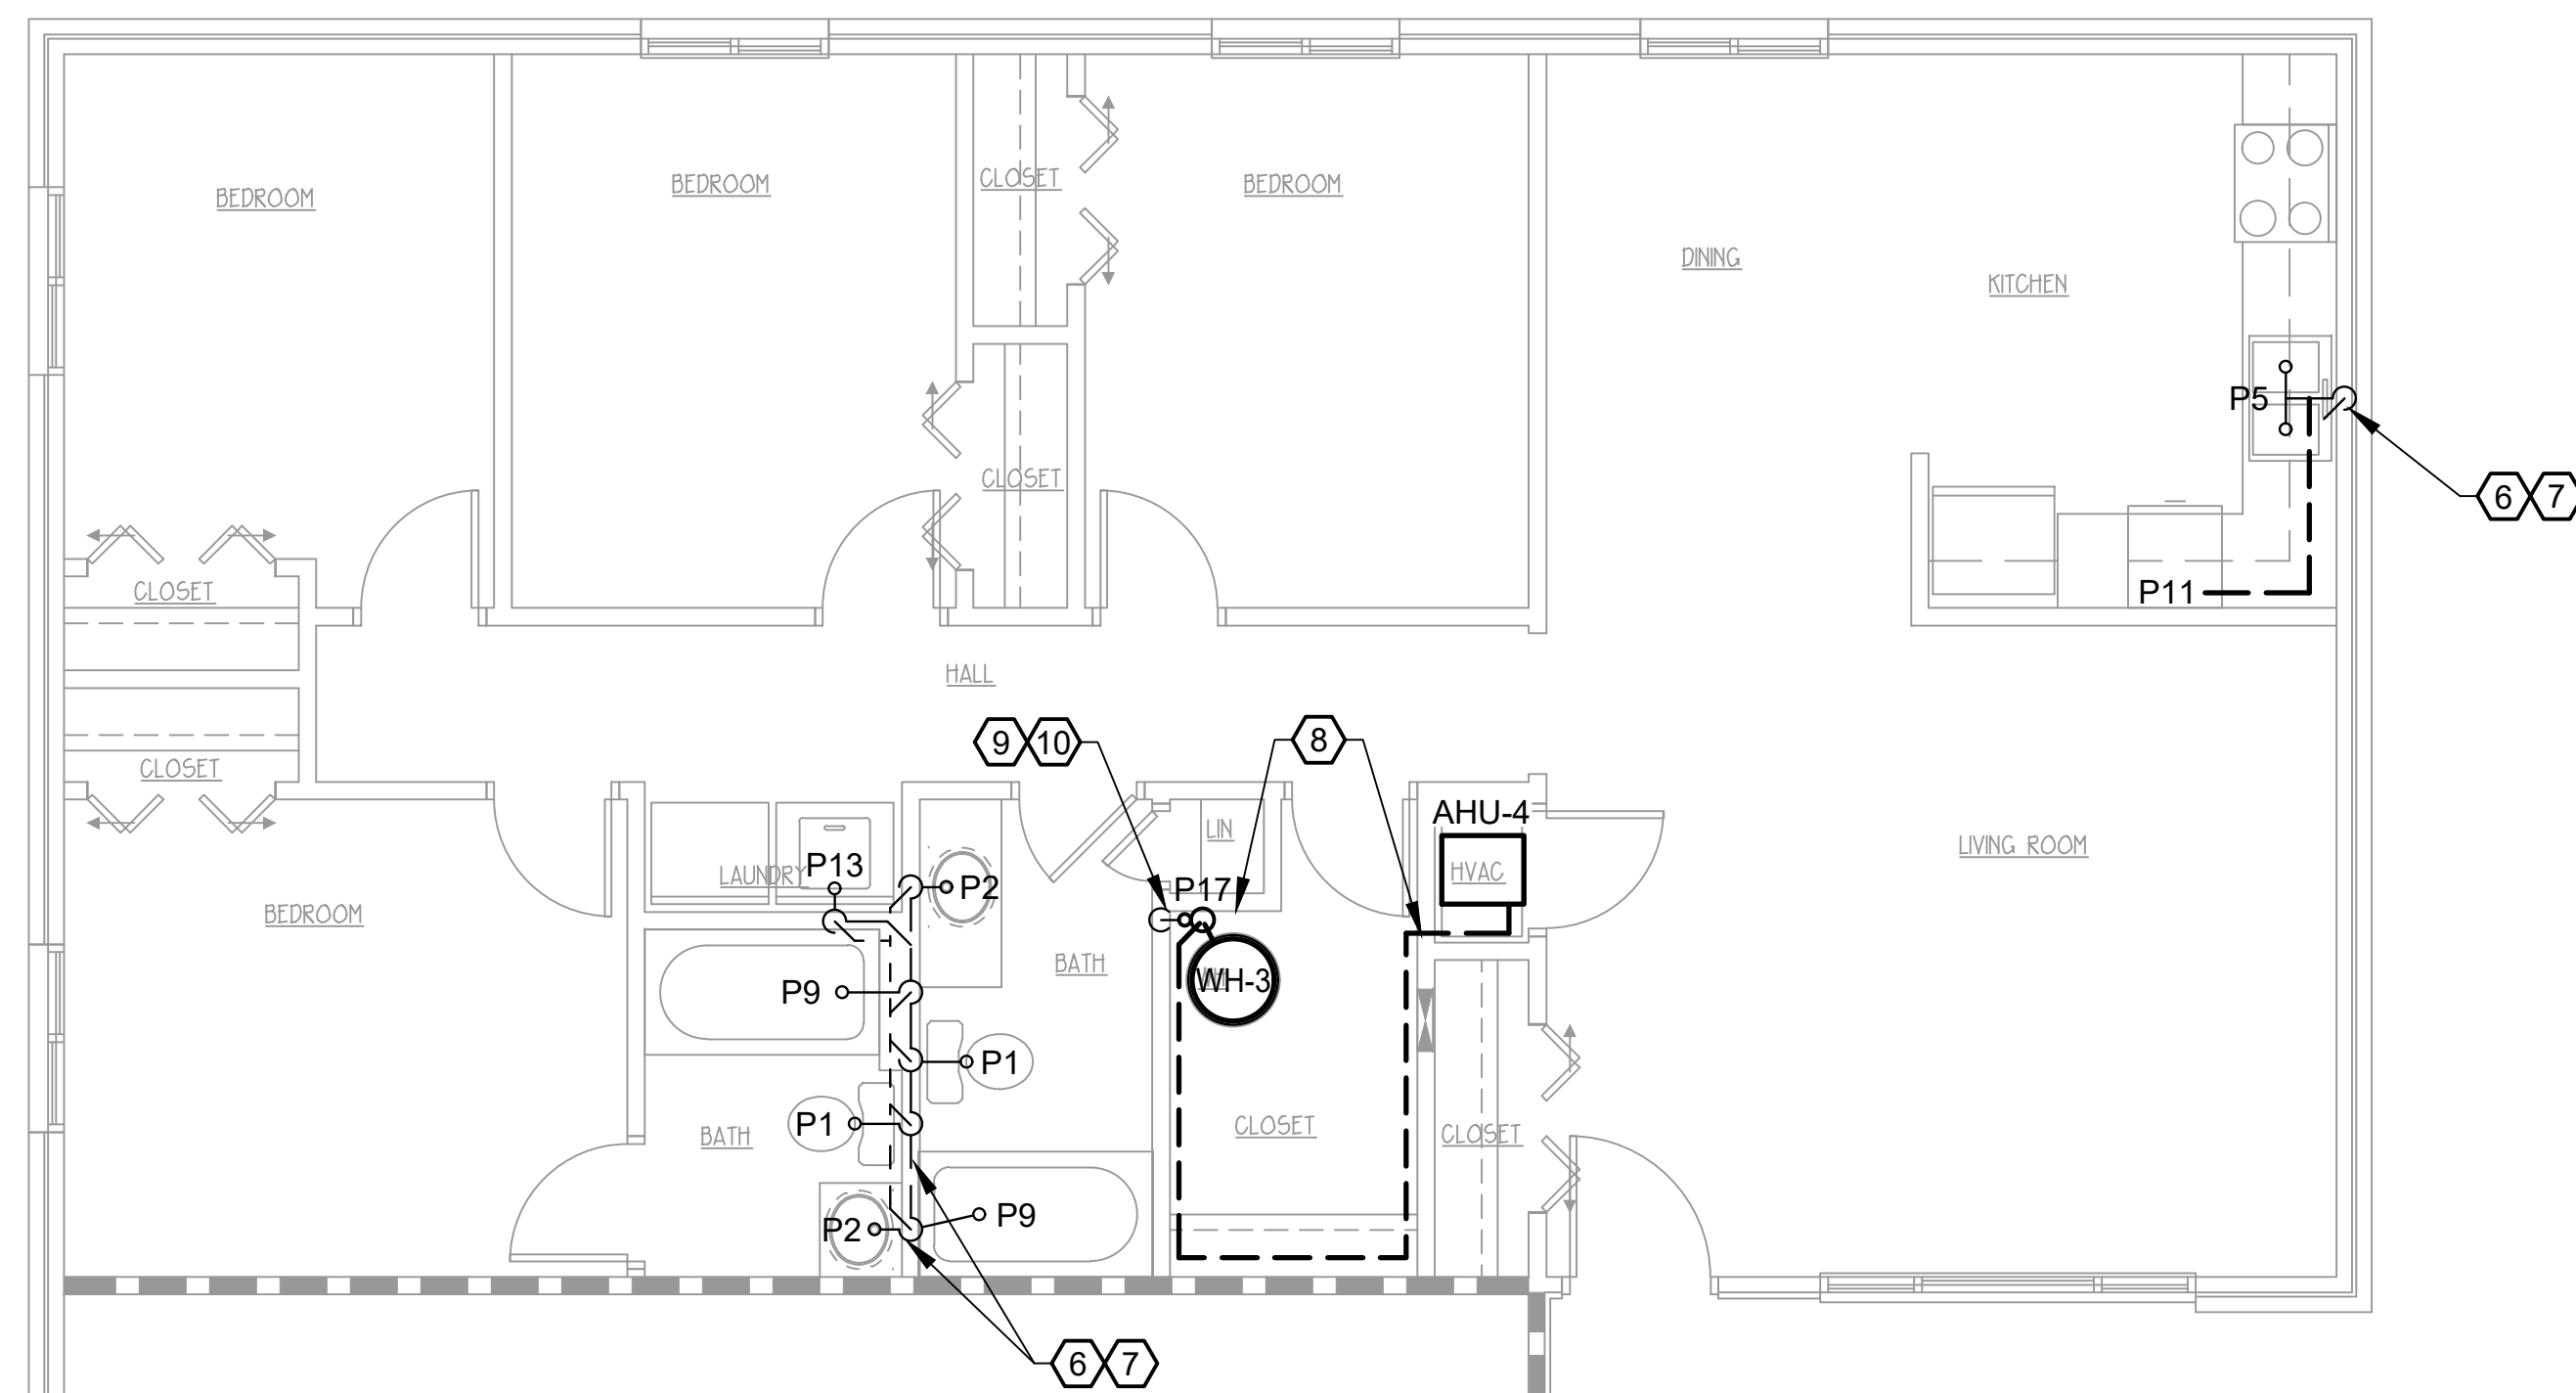 BEDROOM
BEDROOM
CLOSET
BEDROOM
DINING
KITCHEN
P5
CLOSET
6 7
CLOSET
P11
HALL
9 10
8
CLOSET
AHU-4
LIN
LIVING ROOM
P13
LAUNDRY
HVAC
P2
P17
BEDROOM
BATH
WH-3
P9
P1
P1
CLOSET
CLOSET
BATH
P9
P2
6 7